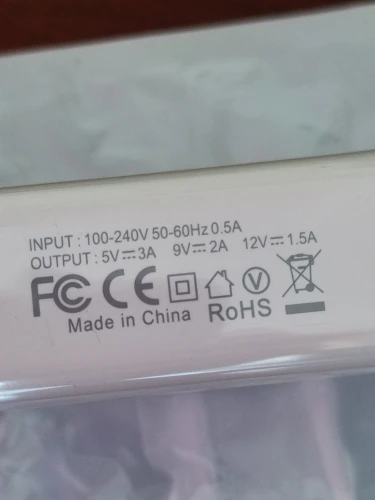 INPUT : 100-240V 50-60Hz 0.5A
OUTPUT : 5V⎓3A 9V⎓2A 12V⎓1.5A
FC CE V
Made in China RoHS